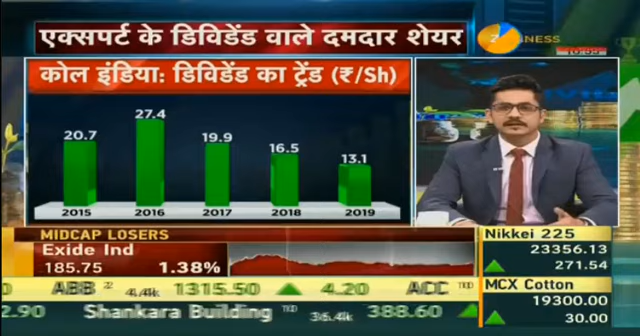 एक्सपर्ट के डिविडेंड वाले दमदार शेयर
कोल इंडिया: डिविडेंड का ट्रेंड (₹/Sh)
20.7 27.4 19.9 16.5 13.1
2015 2016 2017 2018 2019
MIDCAP LOSERS
Exide Ind
185.75 1.38%
Nikkei 225
23356.13
271.54
MCX Cotton
19300.00
30.00
ABB 1315.50 4.20 ACC
2.90 Shankara Building 388.60